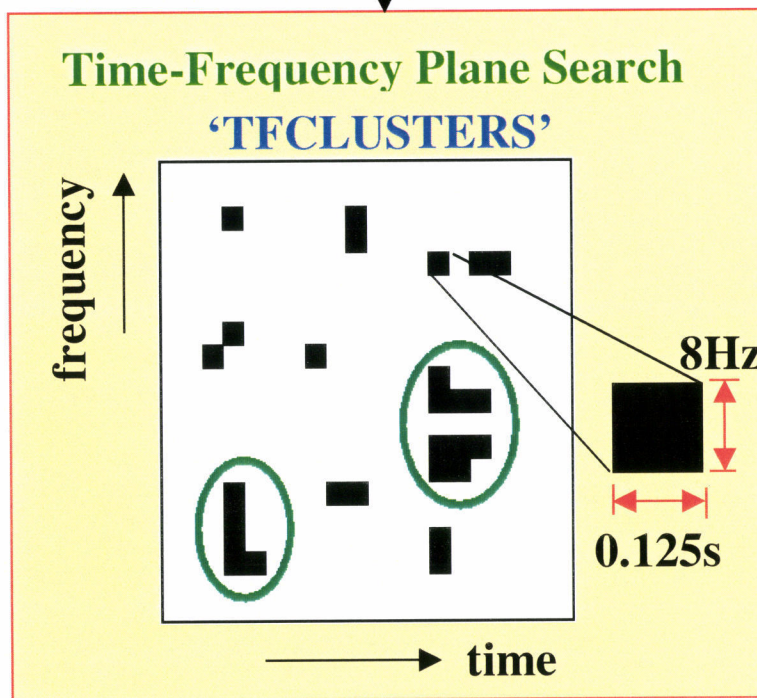 Time-Frequency Plane Search
‘TFCLUSTERS’
frequency
8Hz
0.125s
time